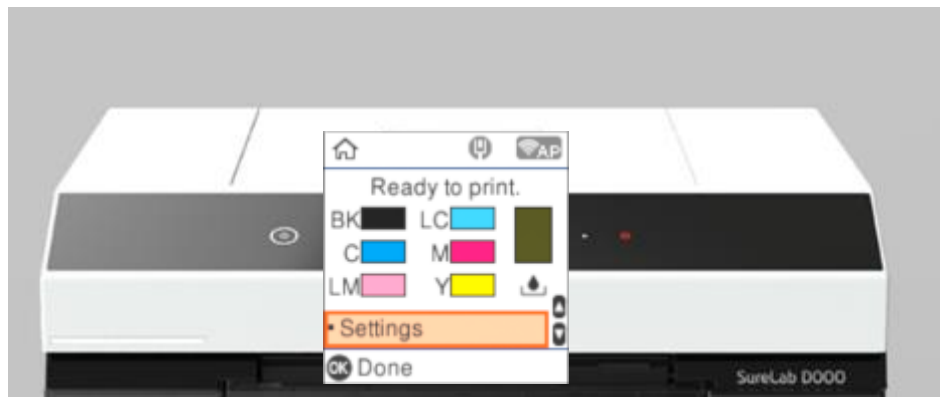 AP
Ready to print.
BK LC
C M
LM Y
Settings
OK Done
SureLab D000